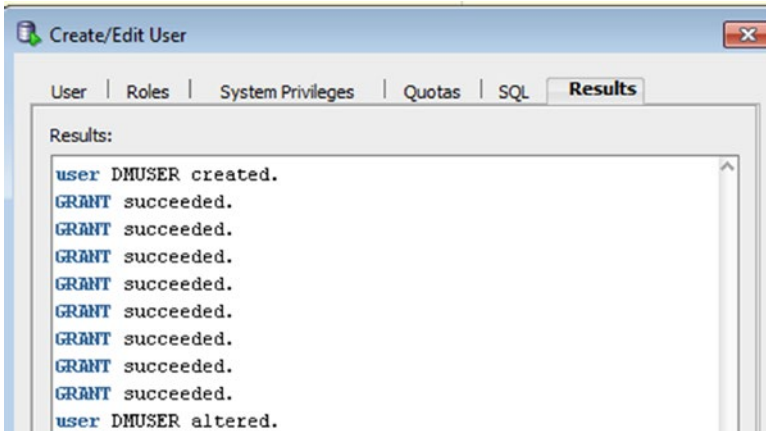 Create/Edit User
User Roles System Privileges Quotas SQL Results
Results:
user DMUSER created.
GRANT succeeded.
GRANT succeeded.
GRANT succeeded.
GRANT succeeded.
GRANT succeeded.
GRANT succeeded.
GRANT succeeded.
GRANT succeeded.
user DMUSER altered.